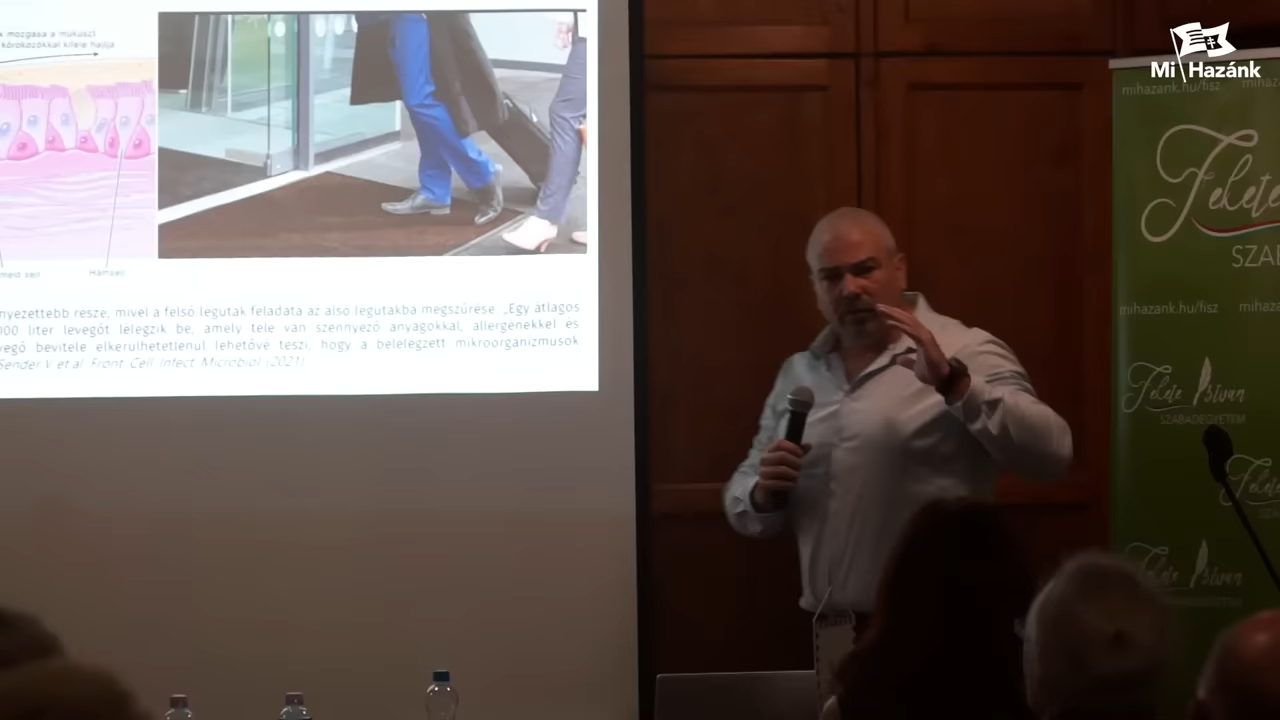 mozgása a mukuszt
kórokozókkal kifelé hajtja
Hámsejt
nyezettebb része, mivel a felső légutak feladata az alsó légutakba megszűrése. „Egy átlagos
000 liter levegőt lélegzik be, amely tele van szennyező anyagokkal, allergénekkel és
vegő bevitele elkerülhetetlenül lehetővé teszi, hogy a belélegzett mikroorganizmusok
Sender V et al. Front. Cell. Infect. Microbiol. (2021)
Mi Hazánk
mihazank.hu/fisz
Fekete
SZAB
mihazank.hu/fisz
Fekete István
SZABADEGYETEM
Fekete
Fekete István